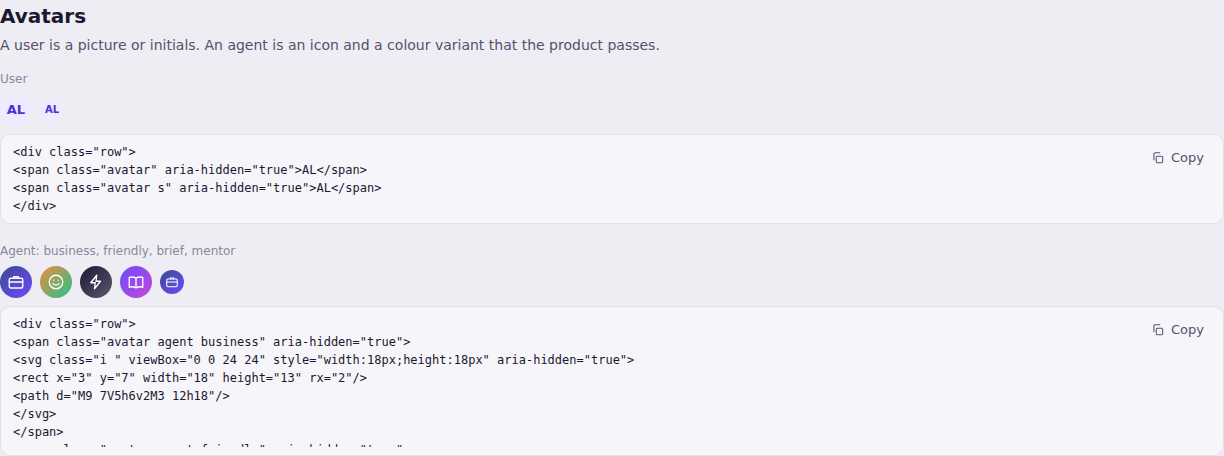 Avatars
A user is a picture or initials. An agent is an icon and a colour variant that the product passes.
User
AL AL
<div class="row">
Copy
<span class="avatar" aria-hidden="true">AL</span>
<span class="avatar s" aria-hidden="true">AL</span>
</div>
Agent: business, friendly, brief, mentor
<div class="row">
Copy
<span class="avatar agent business" aria-hidden="true">
<svg class="i " viewBox="0 0 24 24" style="width:18px;height:18px" aria-hidden="true">
<rect x="3" y="7" width="18" height="13" rx="2"/>
<path d="M9 7V5h6v2M3 12h18"/>
</svg>
</span>